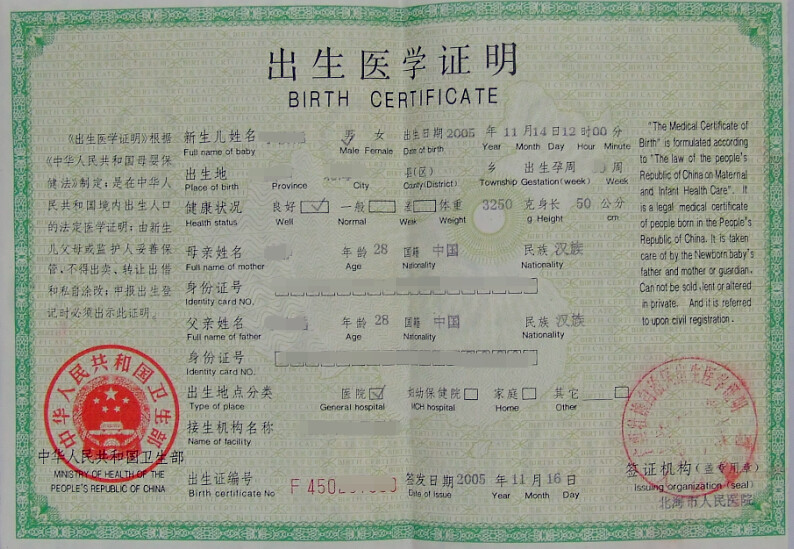 出生医学证明
BIRTH CERTIFICATE
《出生医学证明》根据
《中华人民共和国母婴保
健法》制定;是在中华人
民共和国境内出生人口
的法定医学证明;由新生
儿父母或监护人妥善保
管,不得出卖、转让出借
和私自涂改;申报出生登
记时必须出示此证明。
新生儿姓名 男 女 出生日期 2005 年 11 月 14 日 12 时 00 分
Full name of baby Male Female Date of birth Year Month Day Hour Minute
出生地 县(区) 乡 出生孕周 周
Place of birth Province City County(District) Township Gestation(week) Week
健康状况 良好 一般 差 体重 3250 克 身长 50 公分
Health status Well Normal Wek Weight g Height cm
母亲姓名 年龄 28 国籍 中国 民族 汉族
Full name of mother Age Nationality Nationality
身份证号
Identity card NO.
父亲姓名 年龄 28 国籍 中国 民族 汉族
Full name of father Age Nationality Nationality
身份证号
Identity card NO.
出生地点分类 医院 妇幼保健院 家庭 其它
Type of place General hospital MCH hospital Home Other
接生机构名称
Name of facility
出生证编号 F 450 签发日期 2005 年 11 月 16 日
Birth certificate No Date of Issue Year Month Day
"The Medical Certificate of
Birth" is formulated according
to "The law of the people's
Republic of China on Maternal
and Infant Health Care". It
is a legal medical certificate
of people born in the People's
Republic of China. It is taken
care of by the Newborn baby's
father and mother or guardian.
Can not be sold, lent or altered
in private. And it is referred
to upon civil registration.
中华人民共和国卫生部
中华人民共和国卫生部
MINISTRY OF HEALTH OF THE
PEOPLE'S REPUBLIC OF CHINA
签证机构(盖专用章)
Issuing organization (seal)
北海市人民医院